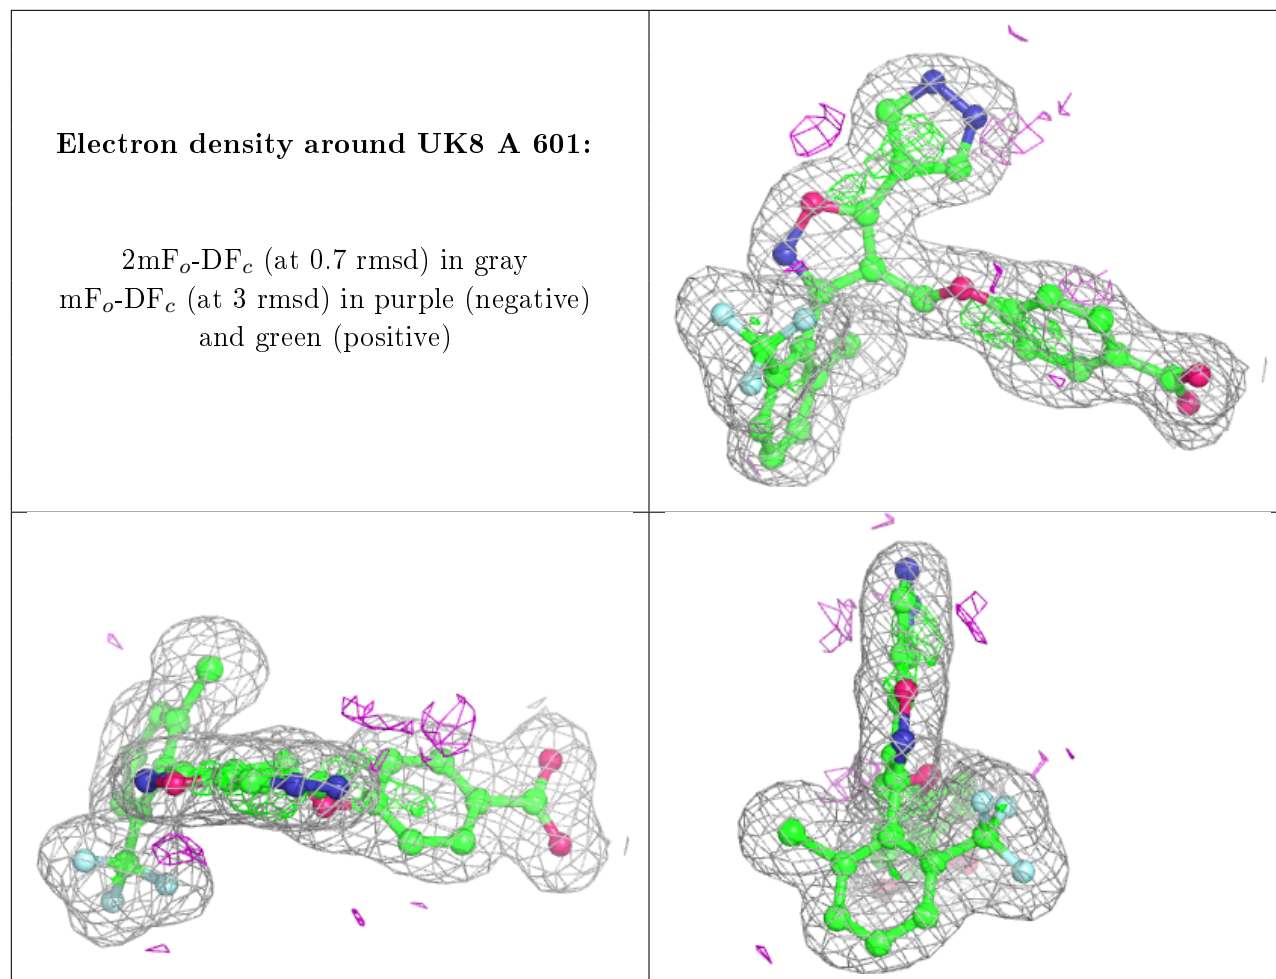 Electron density around UK8 A 601:
2mFo-DFc (at 0.7 rmsd) in gray
mFo-DFc (at 3 rmsd) in purple (negative)
and green (positive)